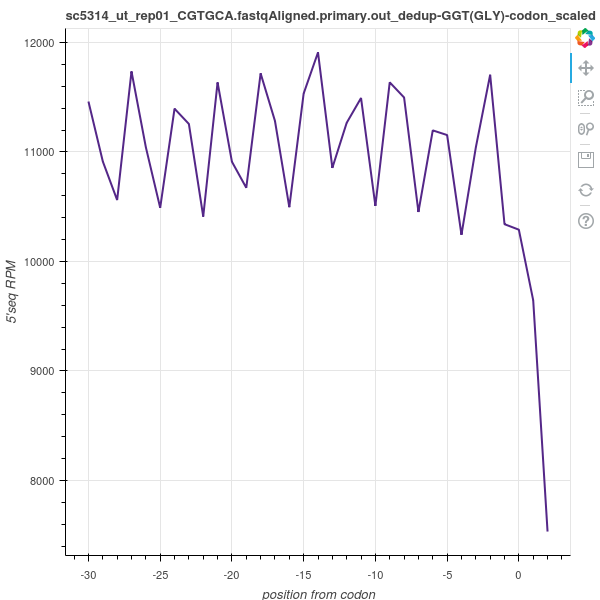 sc5314_ut_rep01_CGTGCA.fastqAligned.primary.out_dedup-GGT(GLY)-codon_scaled
12000
11000
10000
9000
8000
5'seq RPM
-30 -25 -20 -15 -10 -5 0
position from codon